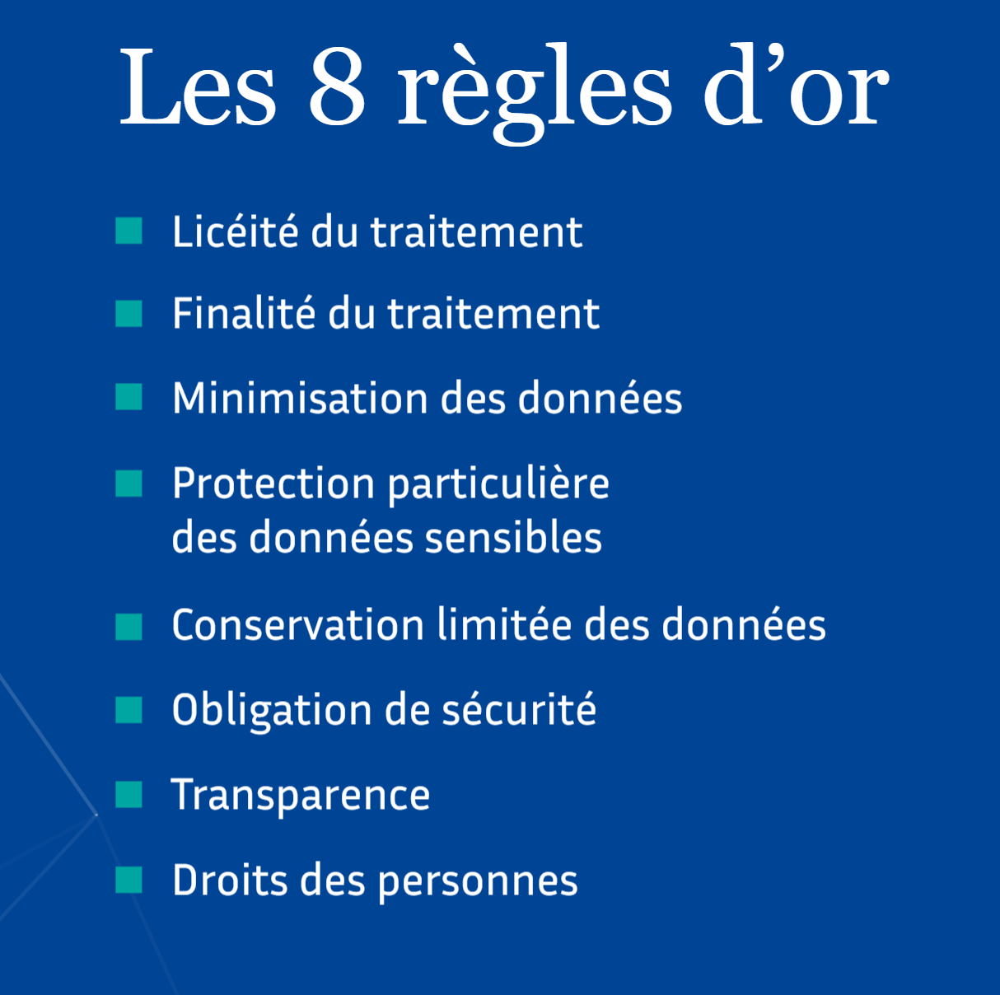 Les 8 règles d’or
Licéité du traitement
Finalité du traitement
Minimisation des données
Protection particulière
des données sensibles
Conservation limitée des données
Obligation de sécurité
Transparence
Droits des personnes